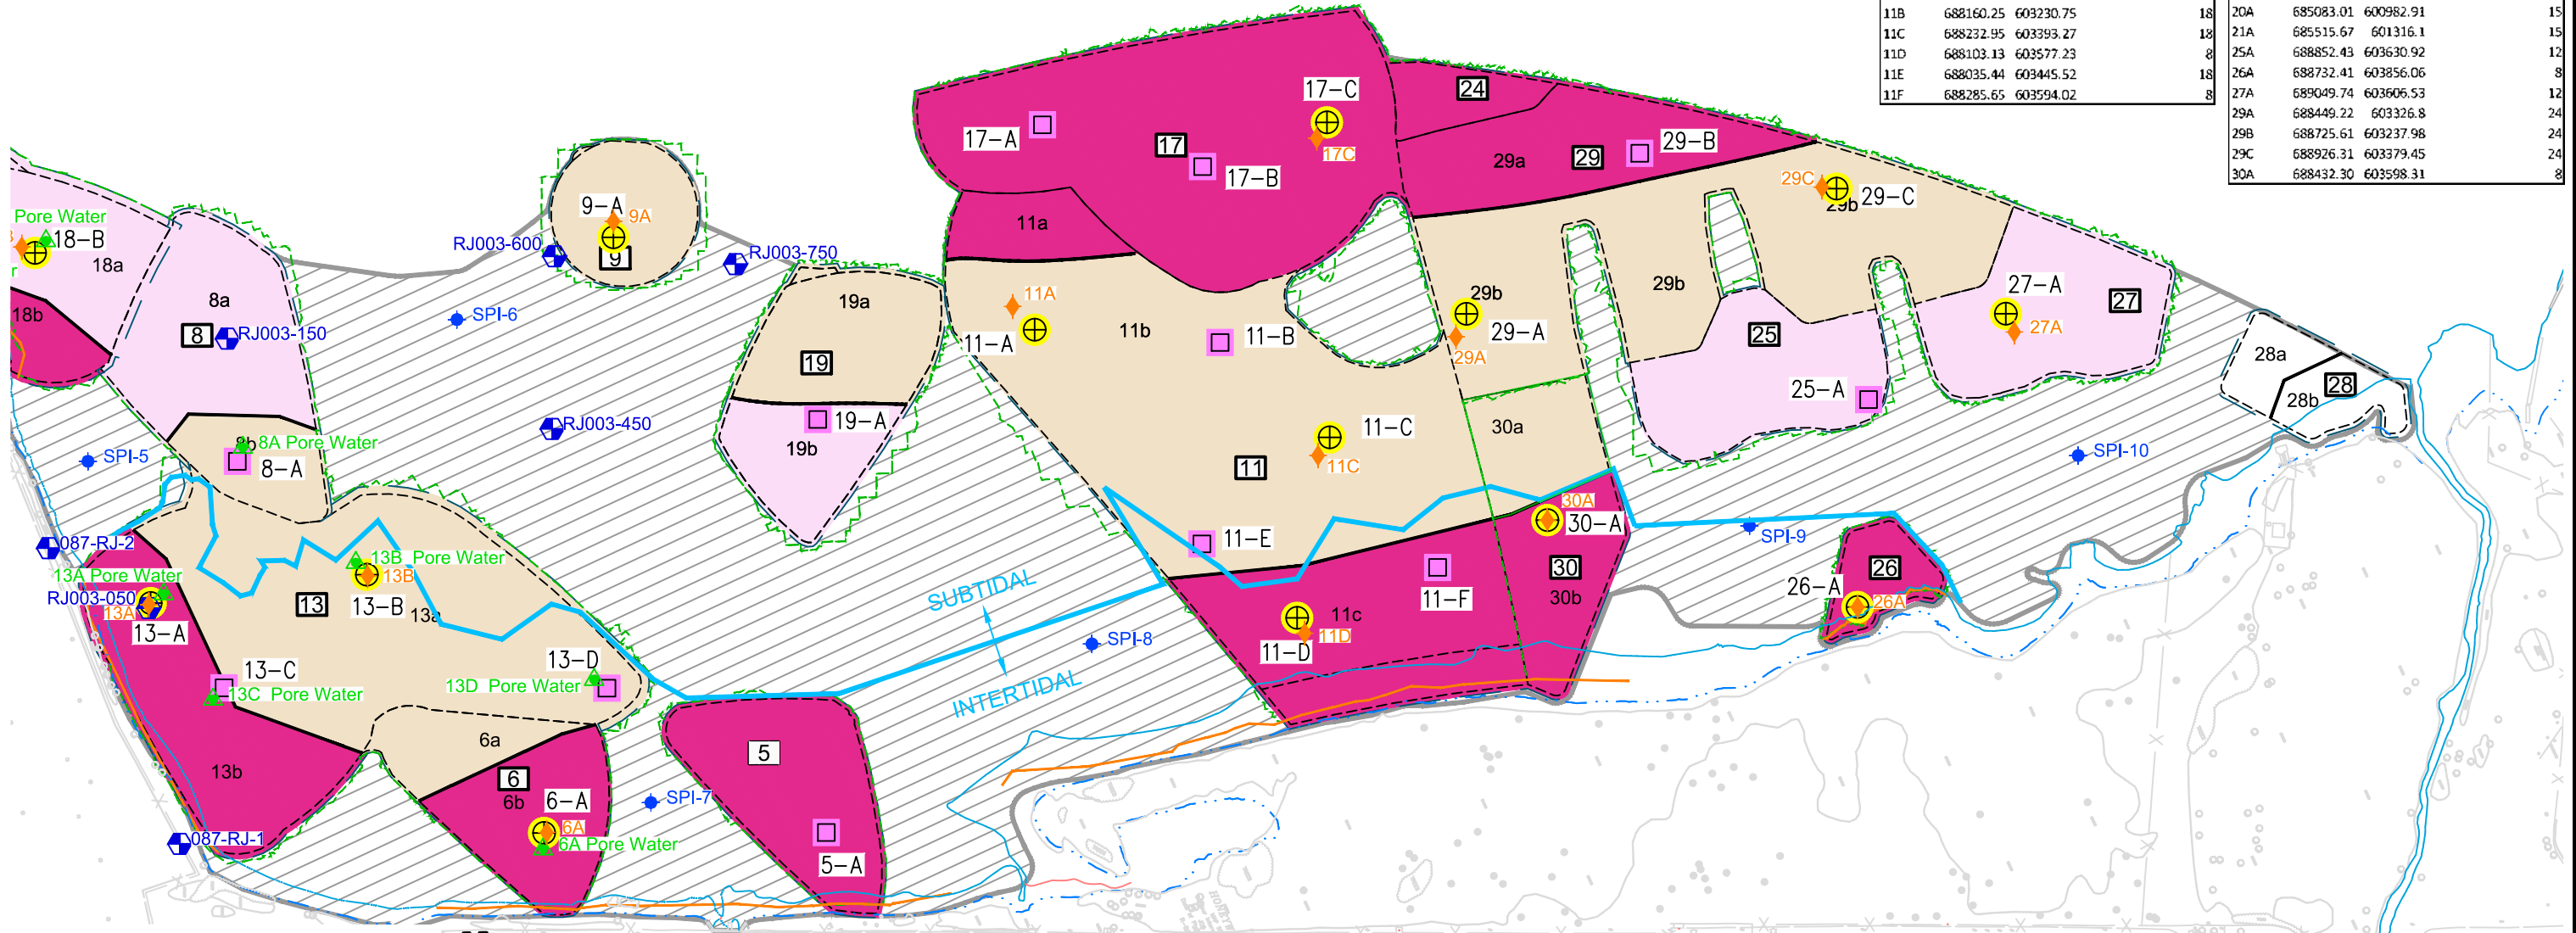 11B 688160.25 603230.75 18
11C 688232.95 603393.27 18
11D 688103.13 603577.23 8
11E 688035.44 603445.52 18
11F 688285.65 603594.02 8
20A 685083.01 600982.91 15
21A 685515.67 601316.1 15
25A 688852.43 603630.92 12
26A 688732.41 603856.06 8
27A 689049.74 603606.53 12
29A 688449.22 603326.8 24
29B 688725.61 603237.98 24
29C 688926.31 603379.45 24
30A 688432.30 603598.31 8
Pore Water
18-B
18a
18b
8a
8
RJ003-150
8b
8A Pore Water
8-A
SPI-5
SPI-6
9-A
9A
9
RJ003-600
RJ003-750
RJ003-450
19a
19
19-A
19b
17-A
17
17-B
17-C
17C
24
29a
29
29-B
29C
29-C
29b
11a
11A
11-A
11b
11-B
11-C
11C
11
11-E
29b
29-A
29A
29b
30a
25
25-A
27-A
27A
27
28a
28
28b
SPI-10
SPI-9
087-RJ-2
13A Pore Water
RJ003-050
13A
13-A
13B Pore Water
13B
13-B
13
13a
13-C
13C Pore Water
13-D
13D Pore Water
13b
6a
6
6b
6-A
6A
6A Pore Water
087-RJ-1
SPI-7
5
5-A
SUBTIDAL
INTERTIDAL
SPI-8
11-F
11c
11-D
11D
30A
30-A
30
30b
26
26-A
26A